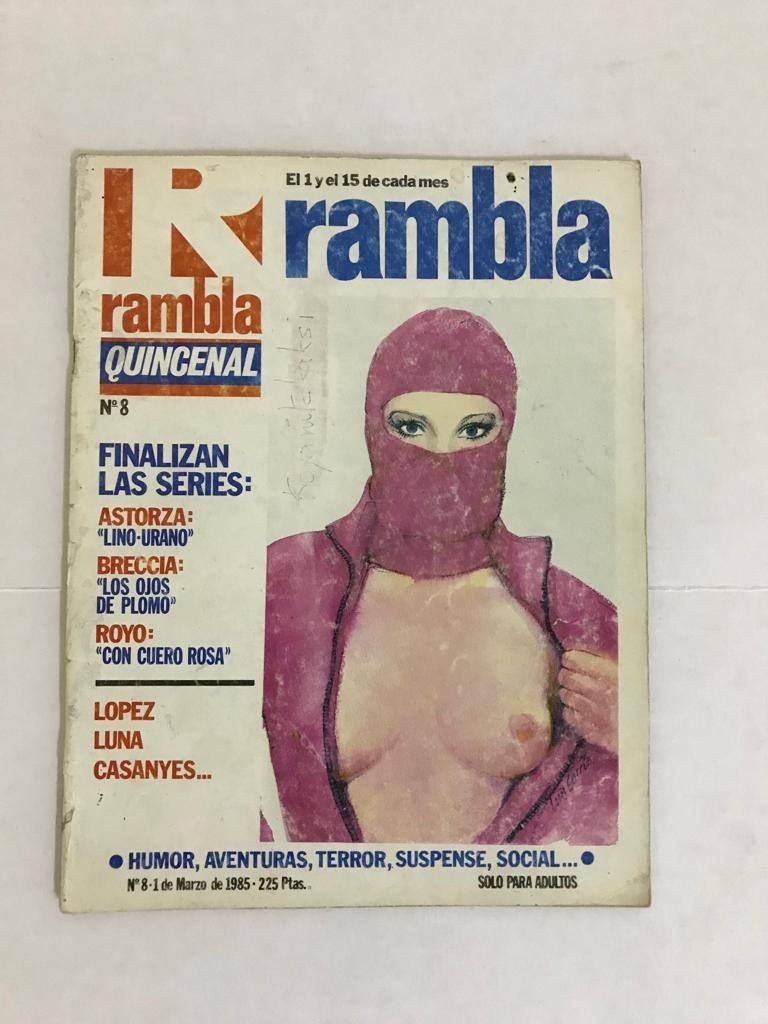 El 1 y el 15 de cada mes
R
rambla
rambla
QUINCENAL
Nº 8
FINALIZAN
LAS SERIES:
ASTORZA:
"LINO-URANO"
BRECCIA:
"LOS OJOS
DE PLOMO"
ROYO:
"CON CUERO ROSA"
LOPEZ
LUNA
CASANYES...
● HUMOR, AVENTURAS, TERROR, SUSPENSE, SOCIAL... ●
Nº 8 · 1 de Marzo de 1985 · 225 Ptas.
SOLO PARA ADULTOS